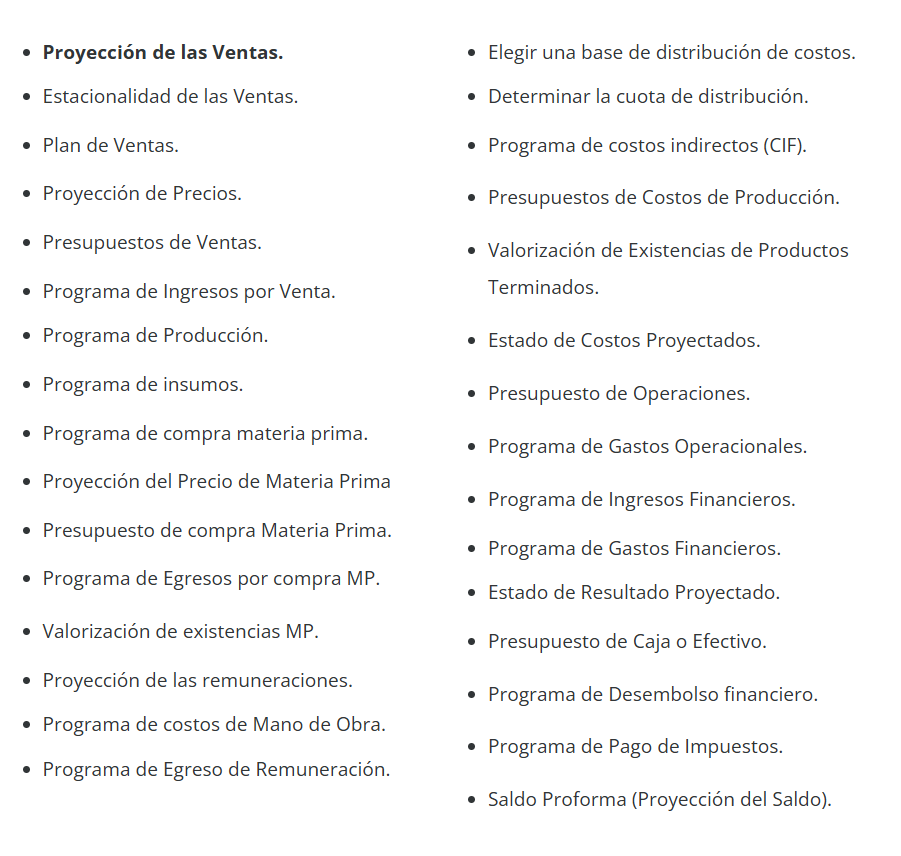 • Proyección de las Ventas.
• Estacionalidad de las Ventas.
• Plan de Ventas.
• Proyección de Precios.
• Presupuestos de Ventas.
• Programa de Ingresos por Venta.
• Programa de Producción.
• Programa de insumos.
• Programa de compra materia prima.
• Proyección del Precio de Materia Prima
• Presupuesto de compra Materia Prima.
• Programa de Egresos por compra MP.
• Valorización de existencias MP.
• Proyección de las remuneraciones.
• Programa de costos de Mano de Obra.
• Programa de Egreso de Remuneración.
• Elegir una base de distribución de costos.
• Determinar la cuota de distribución.
• Programa de costos indirectos (CIF).
• Presupuestos de Costos de Producción.
• Valorización de Existencias de Productos
Terminados.
• Estado de Costos Proyectados.
• Presupuesto de Operaciones.
• Programa de Gastos Operacionales.
• Programa de Ingresos Financieros.
• Programa de Gastos Financieros.
• Estado de Resultado Proyectado.
• Presupuesto de Caja o Efectivo.
• Programa de Desembolso financiero.
• Programa de Pago de Impuestos.
• Saldo Proforma (Proyección del Saldo).